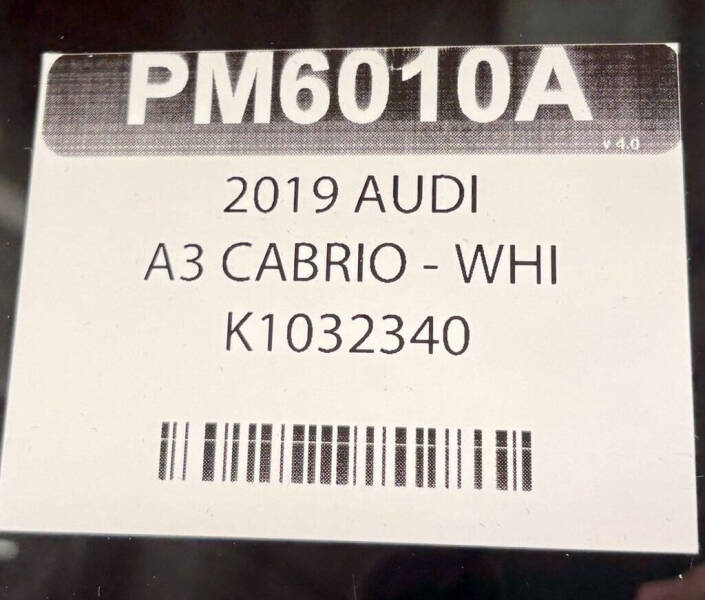 PM6010A
v 4.0
2019 AUDI
A3 CABRIO - WHI
K1032340